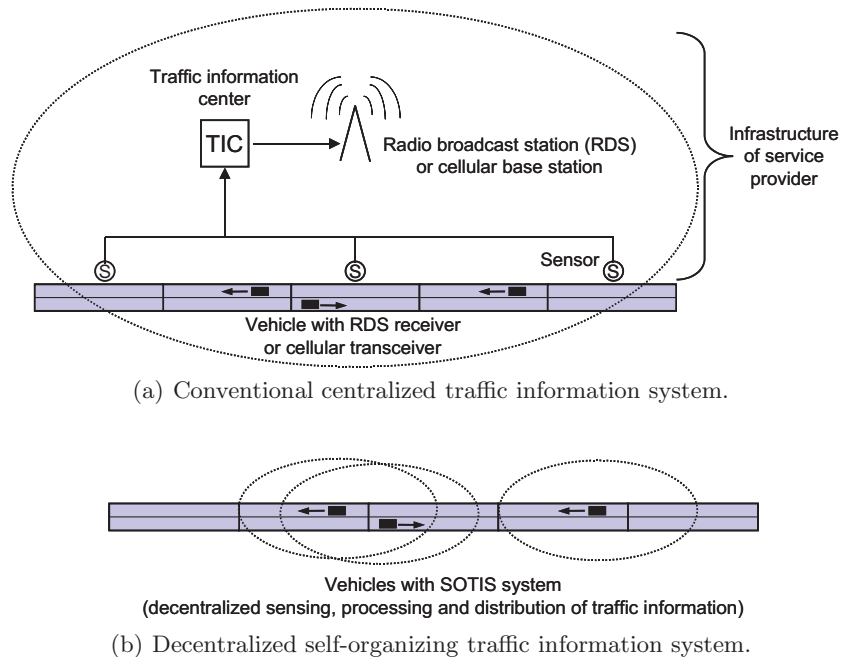 Traffic information
center
TIC
Radio broadcast station (RDS)
or cellular base station
Infrastructure
of service
provider
S
S
Sensor
S
Vehicle with RDS receiver
or cellular transceiver
(a) Conventional centralized traffic information system.
Vehicles with SOTIS system
(decentralized sensing, processing and distribution of traffic information)
(b) Decentralized self-organizing traffic information system.